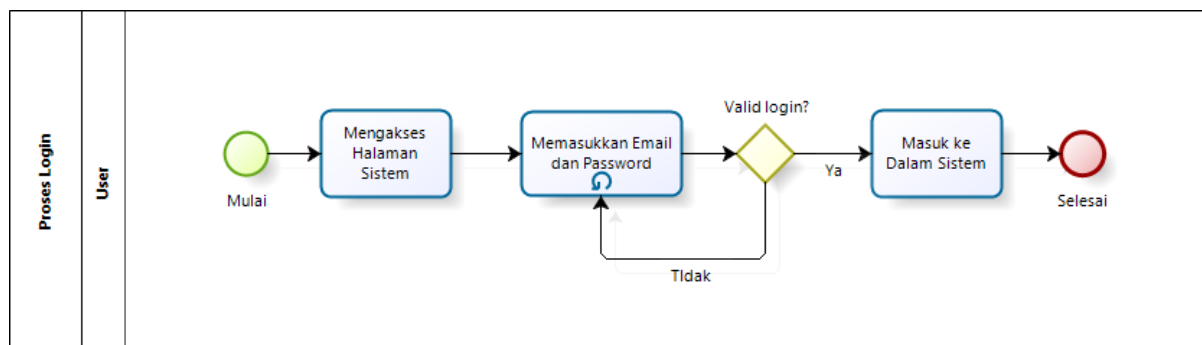 Proses Login
User
Mulai
Mengakses
Halaman
Sistem
Memasukkan Email
dan Password
Valid login?
Ya
TIdak
Masuk ke
Dalam Sistem
Selesai